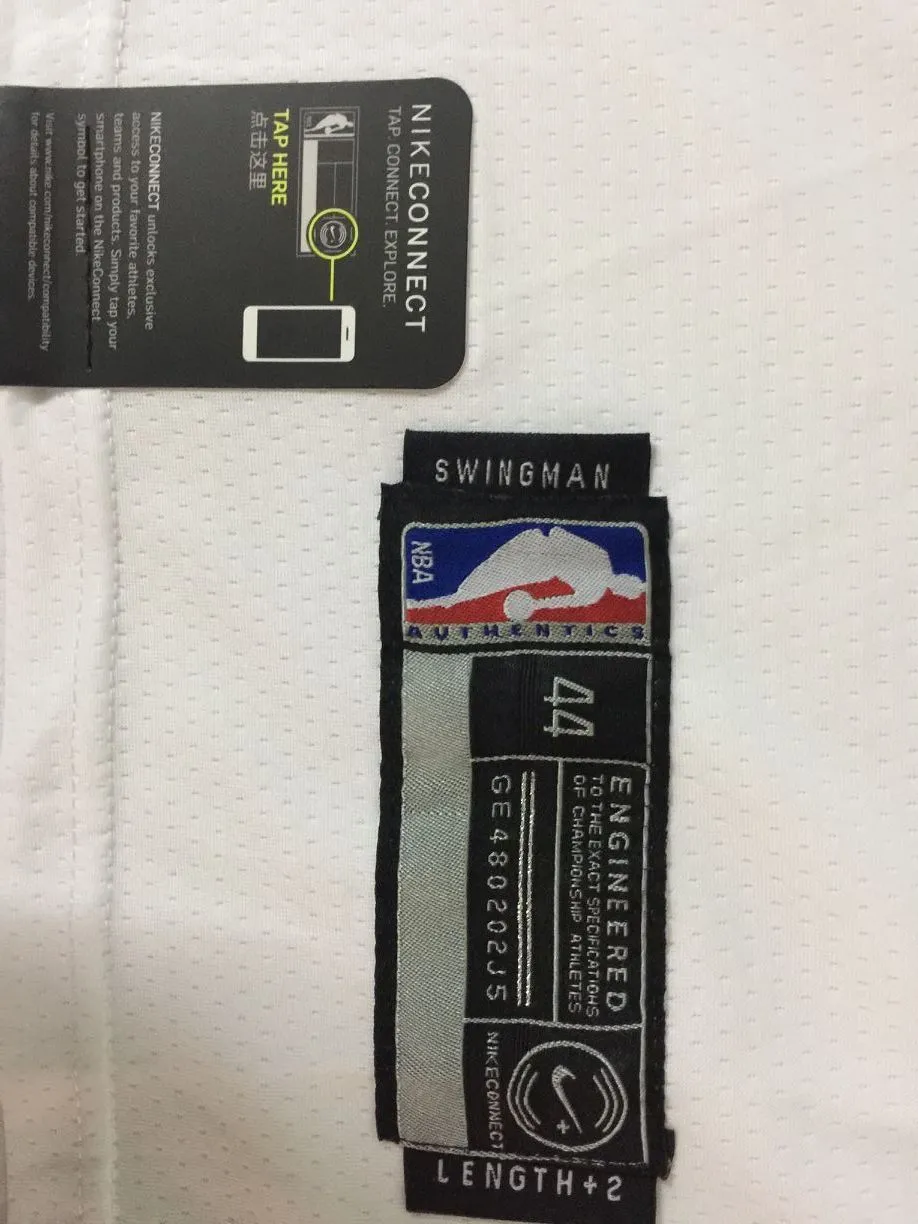 NIKECONNECT
TAP. CONNECT. EXPLORE.
TAP HERE
点击这里
NIKECONNECT unlocks exclusive
access to your favorite athletes,
teams and products. Simply tap your
smartphone on the NikeConnect
symbol to get started.
Visit www.nike.com/nikeconnect/compatibility
for details about compatible devices.
SWINGMAN
NBA
AUTHENTICS
44
ENGINEERED
TO THE EXACT SPECIFICATIONS
OF CHAMPIONSHIP ATHLETES
GE480202J5
NIKECONNECT
LENGTH+2